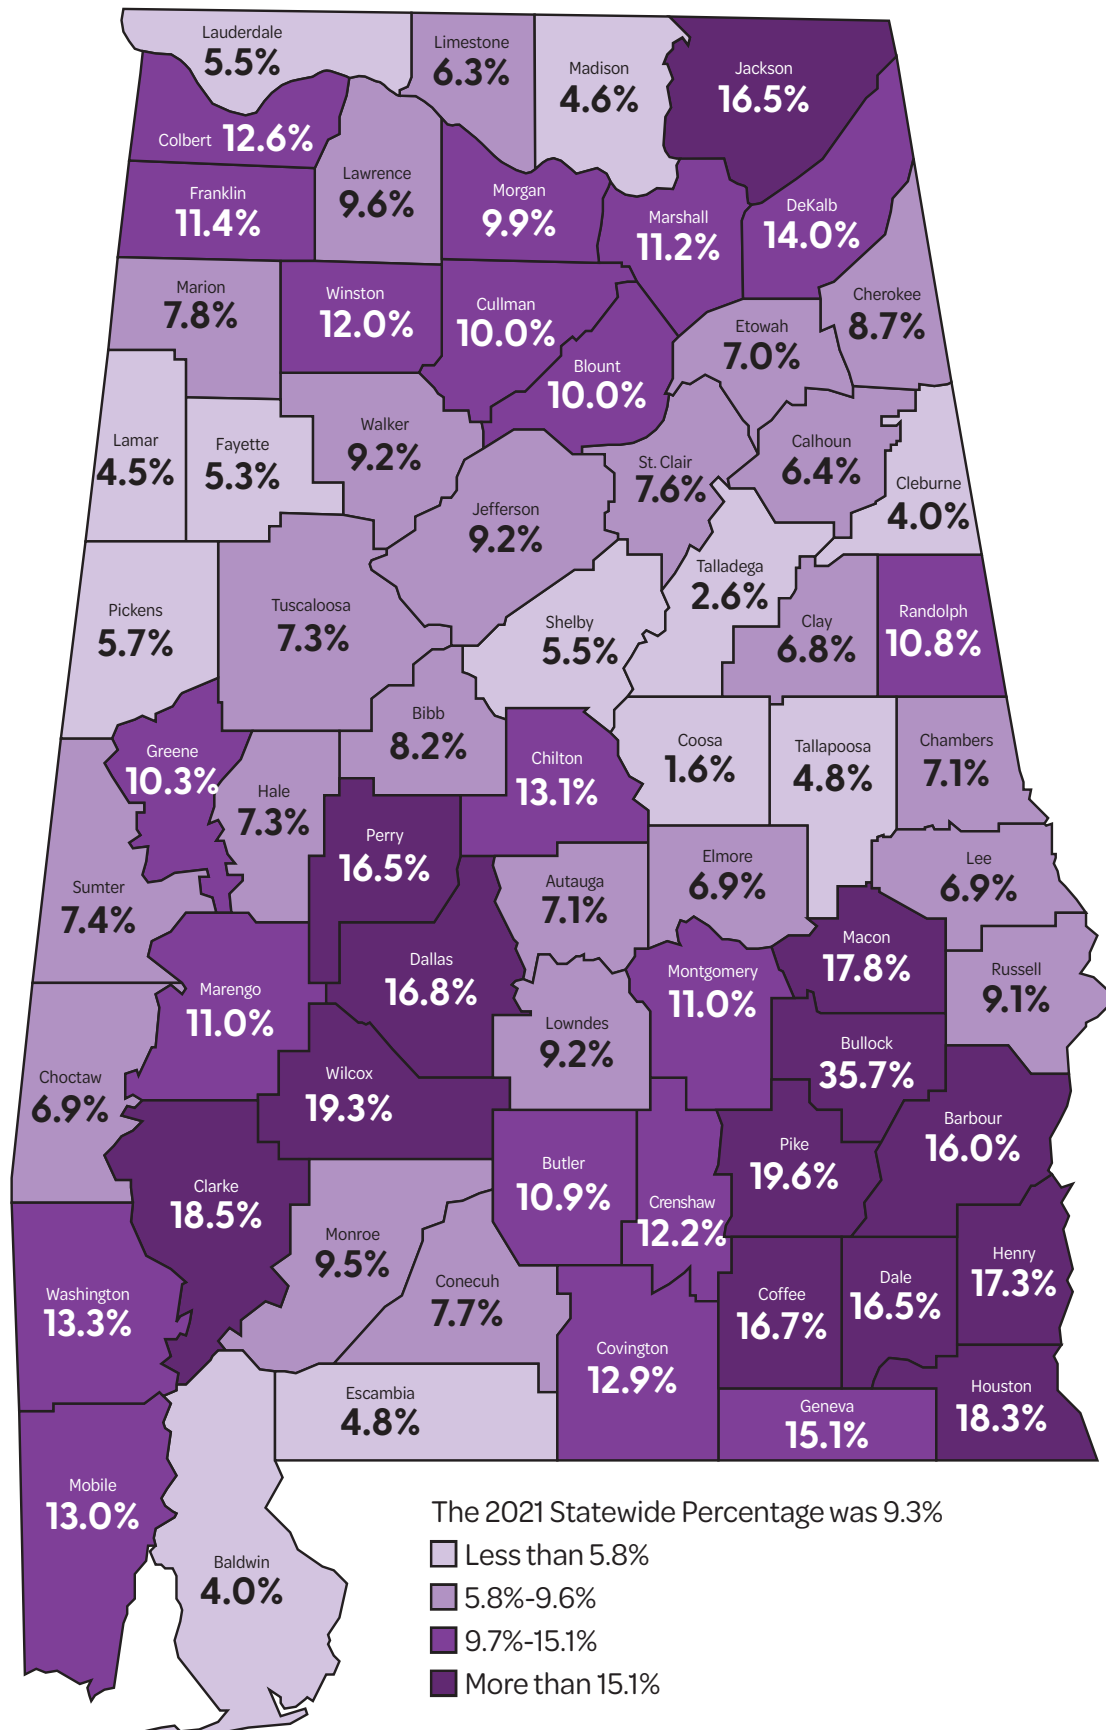 Lauderdale
5.5%
Limestone
6.3%
Madison
4.6%
Jackson
16.5%
Colbert 12.6%
Lawrence
9.6%
Franklin
11.4%
Morgan
9.9%
Marshall
11.2%
DeKalb
14.0%
Marion
7.8%
Winston
12.0%
Cullman
10.0%
Cherokee
8.7%
Etowah
7.0%
Blount
10.0%
Lamar
4.5%
Fayette
5.3%
Walker
9.2%
St. Clair
7.6%
Calhoun
6.4%
Cleburne
4.0%
Jefferson
9.2%
Talladega
2.6%
Pickens
5.7%
Tuscaloosa
7.3%
Shelby
5.5%
Clay
6.8%
Randolph
10.8%
Bibb
8.2%
Greene
10.3%
Hale
7.3%
Chilton
13.1%
Coosa
1.6%
Tallapoosa
4.8%
Chambers
7.1%
Perry
16.5%
Sumter
7.4%
Autauga
7.1%
Elmore
6.9%
Lee
6.9%
Marengo
11.0%
Dallas
16.8%
Montgomery
11.0%
Macon
17.8%
Russell
9.1%
Lowndes
9.2%
Bullock
35.7%
Choctaw
6.9%
Wilcox
19.3%
Barbour
16.0%
Clarke
18.5%
Butler
10.9%
Pike
19.6%
Crenshaw
12.2%
Monroe
9.5%
Conecuh
7.7%
Henry
17.3%
Washington
13.3%
Coffee
16.7%
Dale
16.5%
Covington
12.9%
Escambia
4.8%
Geneva
15.1%
Houston
18.3%
Mobile
13.0%
Baldwin
4.0%
The 2021 Statewide Percentage was 9.3%
Less than 5.8%
5.8%-9.6%
9.7%-15.1%
More than 15.1%